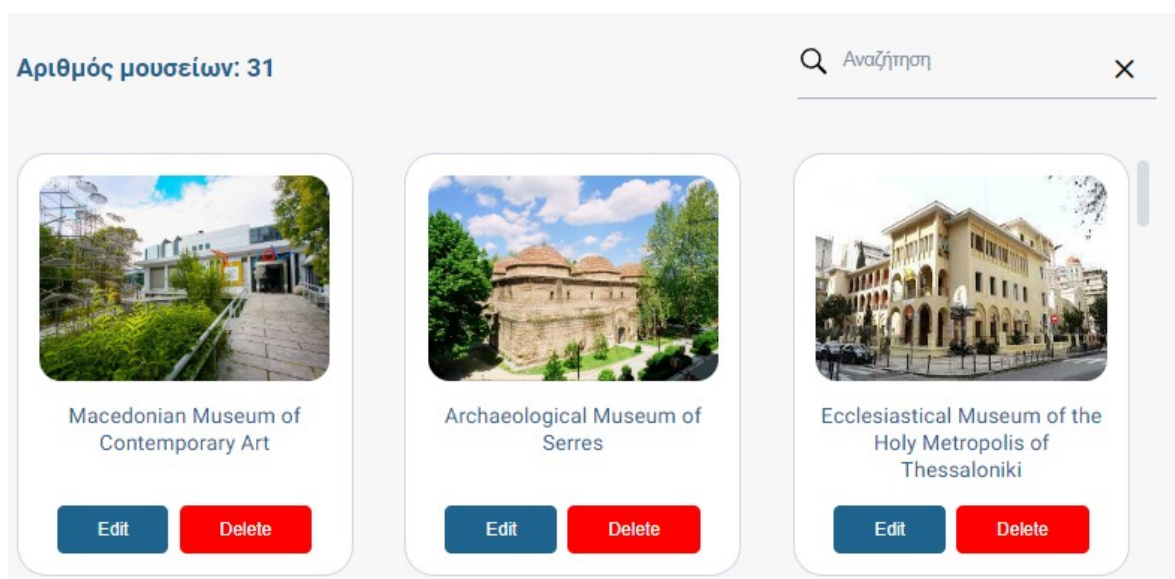 Αριθμός μουσείων: 31
Αναζήτηση
Macedonian Museum of
Contemporary Art
Edit
Delete
Archaeological Museum of
Serres
Edit
Delete
Ecclesiastical Museum of the
Holy Metropolis of
Thessaloniki
Edit
Delete